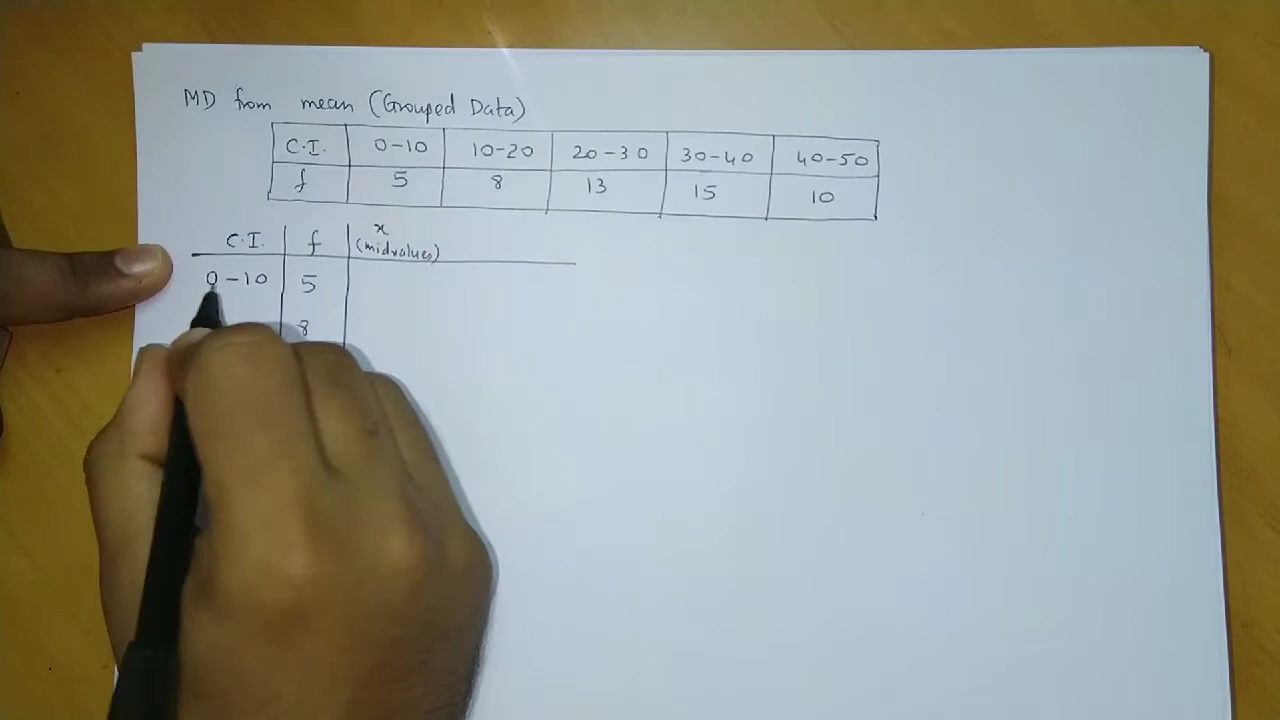 MD from mean (Grouped Data)
C.I. 0-10 10-20 20-30 30-40 40-50
f 5 8 13 15 10
C.I. f x
(midvalues)
0-10 5
8